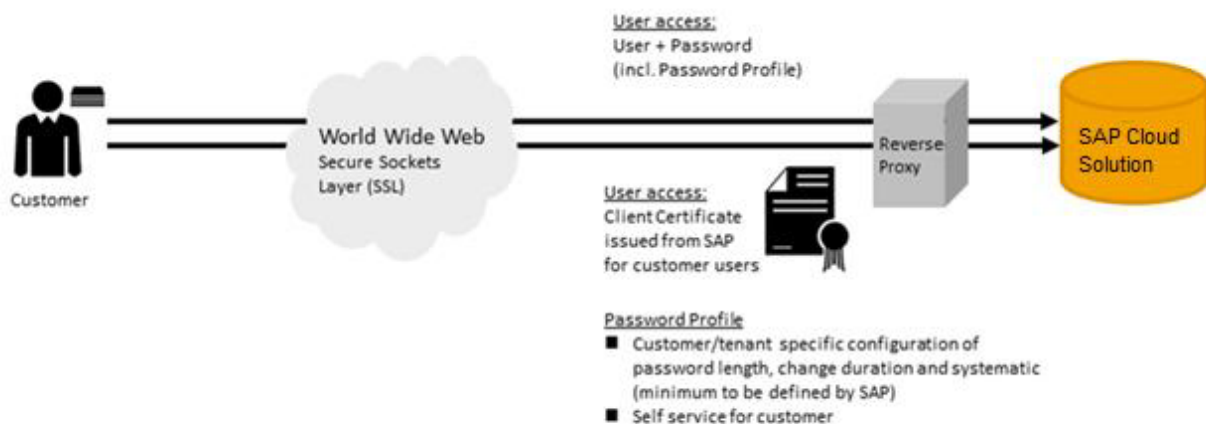 User access:
User + Password
(incl. Password Profile)
World Wide Web
Secure Sockets
Layer (SSL)
Customer
Reverse
Proxy
SAP Cloud
Solution
User access:
Client Certificate
issued from SAP
for customer users
Password Profile
Customer/tenant specific configuration of
password length, change duration and systematic
(minimum to be defined by SAP)
Self service for customer